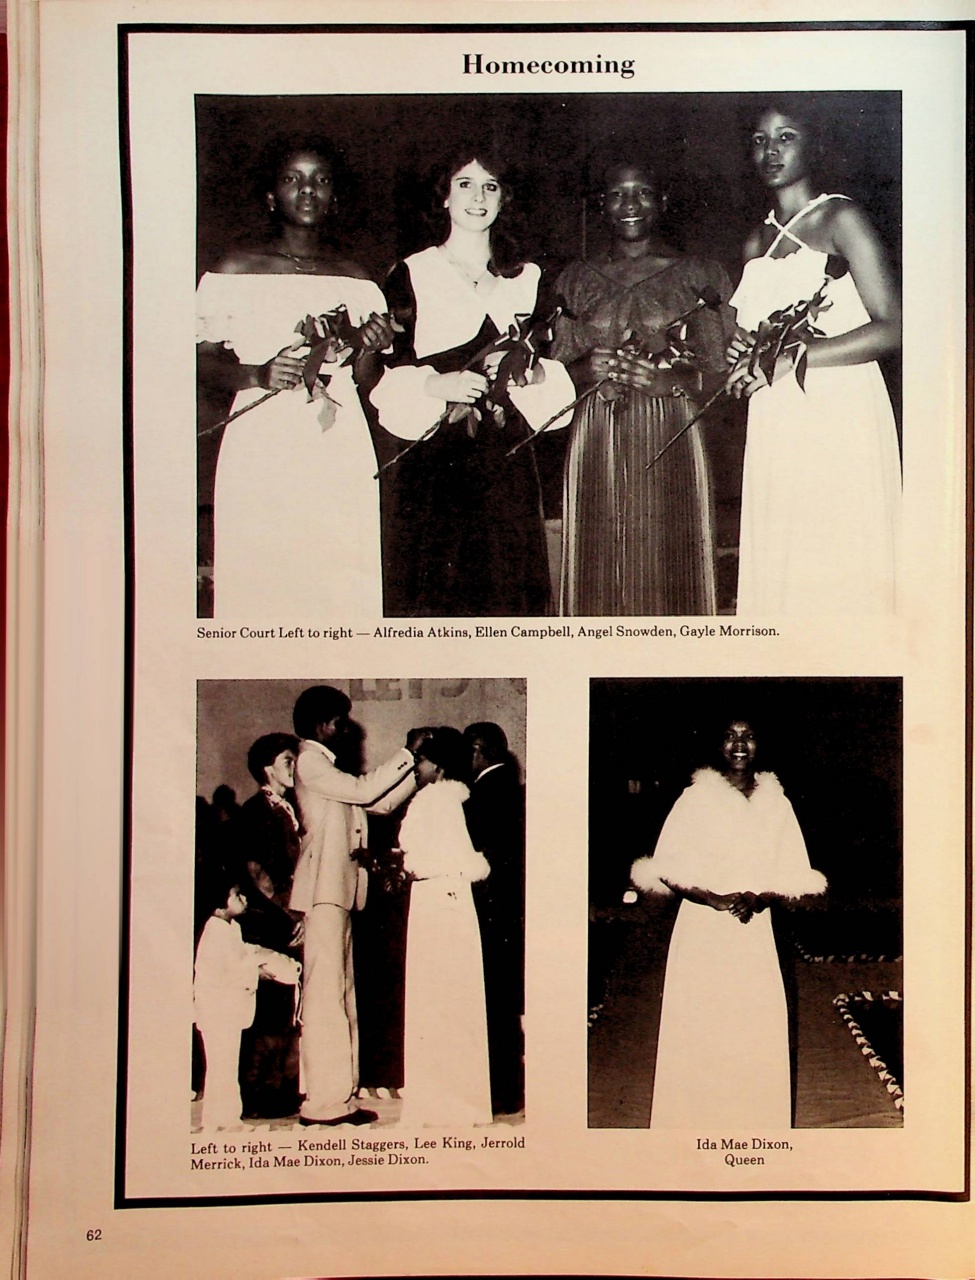 Homecoming
Senior Court Left to right — Alfredia Atkins, Ellen Campbell, Angel Snowden, Gayle Morrison.
LET'S
Left to right — Kendell Staggers, Lee King, Jerrold
Merrick, Ida Mae Dixon, Jessie Dixon.
Ida Mae Dixon,
Queen
62